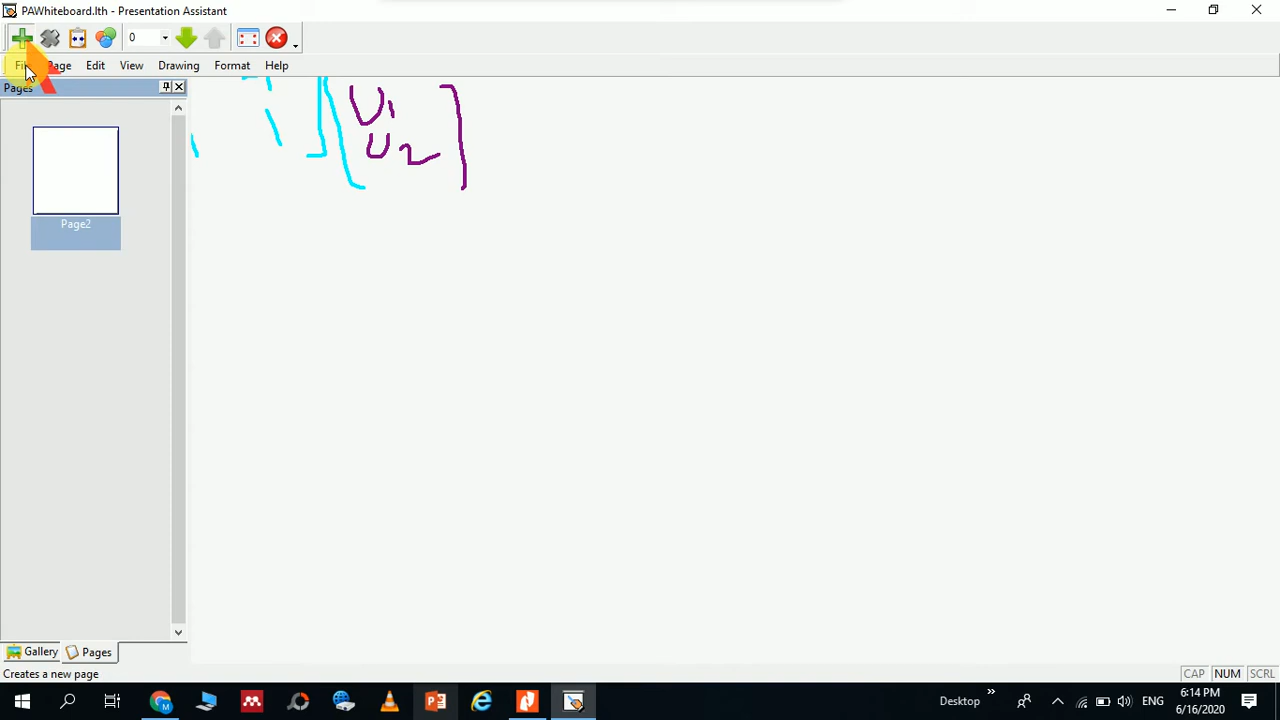 PAWhiteboard.lth - Presentation Assistant
0
Page Edit View Drawing Format Help
Pages
U1
U2
Page2
Gallery Pages
Creates a new page
CAP NUM SCRL
Desktop » ENG
6:14 PM
6/16/2020